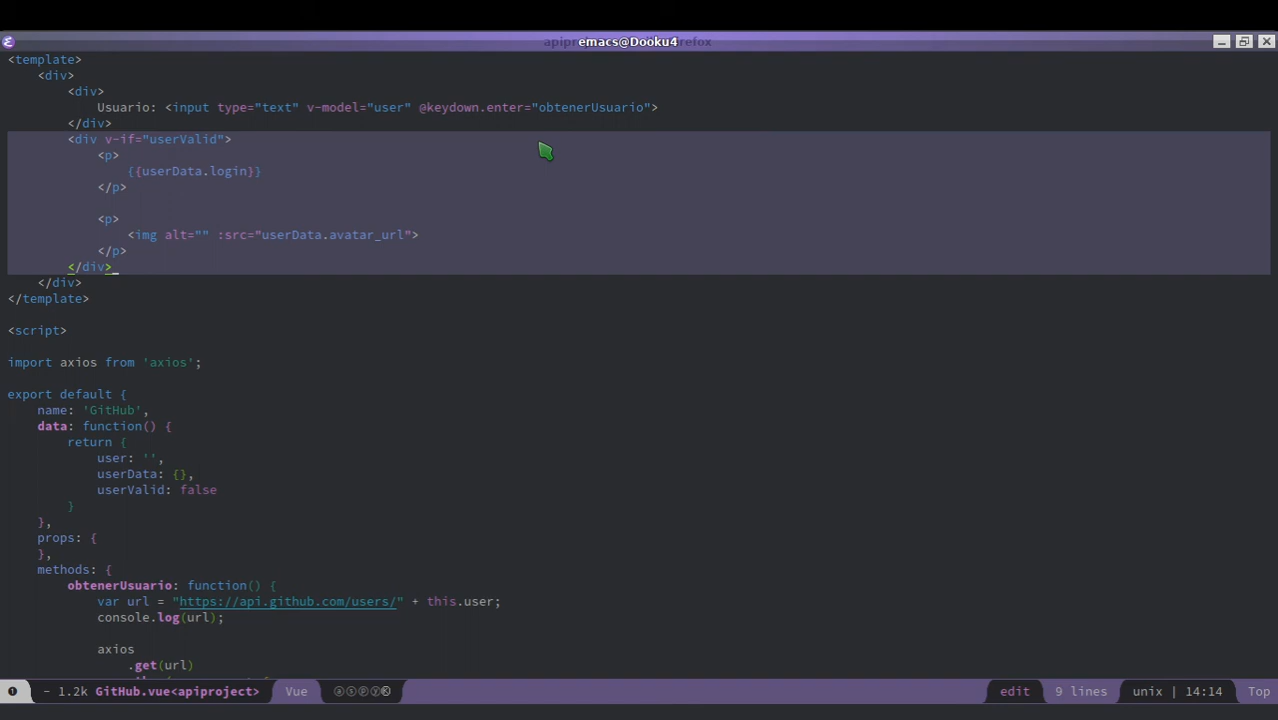 emacs@Dooku4
<template>
<div>
<div>
Usuario: <input type="text" v-model="user" @keydown.enter="obtenerUsuario">
</div>
<div v-if="userValid">
<p>
{{userData.login}}
</p>
<p>
<img alt="" :src="userData.avatar_url">
</p>
</div>
</div>
</template>
<script>
import axios from 'axios';
export default {
name: 'GitHub',
data: function() {
return {
user: '',
userData: {},
userValid: false
}
},
props: {
},
methods: {
obtenerUsuario: function() {
var url = "https://api.github.com/users/" + this.user;
console.log(url);
axios
.get(url)
- 1.2k GitHub.vue<apiproject> Vue ⓐⓢⓟⓨⓀ edit 9 lines unix | 14:14 Top